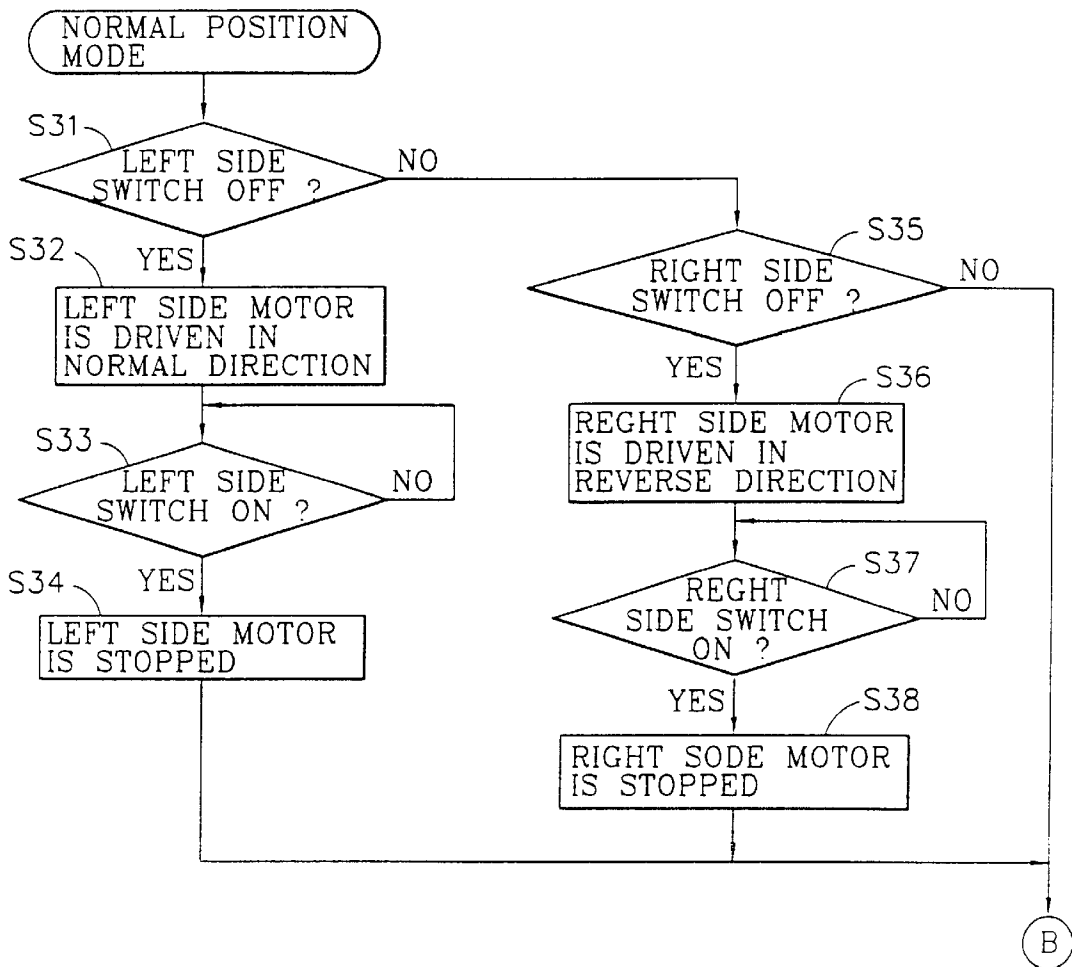 NORMAL POSITION
MODE
S31
LEFT SIDE
SWITCH OFF ?
NO
YES
S32
LEFT SIDE MOTOR
IS DRIVEN IN
NORMAL DIRECTION
S33
LEFT SIDE
SWITCH ON ?
NO
YES
S34
LEFT SIDE MOTOR
IS STOPPED
S35
RIGHT SIDE
SWITCH OFF ?
NO
YES
S36
REGHT SIDE MOTOR
IS DRIVEN IN
REVERSE DIRECTION
S37
REGHT
SIDE SWITCH
ON ?
NO
YES
S38
RIGHT SODE MOTOR
IS STOPPED
B